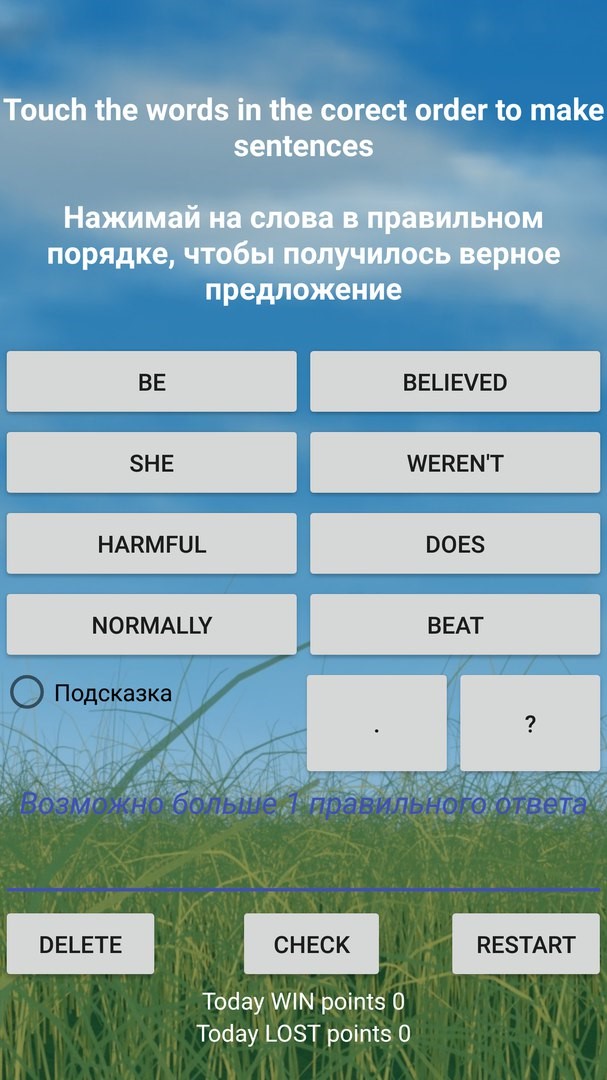 Touch the words in the corect order to make
sentences
Нажимай на слова в правильном
порядке, чтобы получилось верное
предложение
BE
BELIEVED
SHE
WEREN'T
HARMFUL
DOES
NORMALLY
BEAT
Подсказка
.
?
Возможно больше 1 правильного ответа
DELETE
CHECK
RESTART
Today WIN points 0
Today LOST points 0